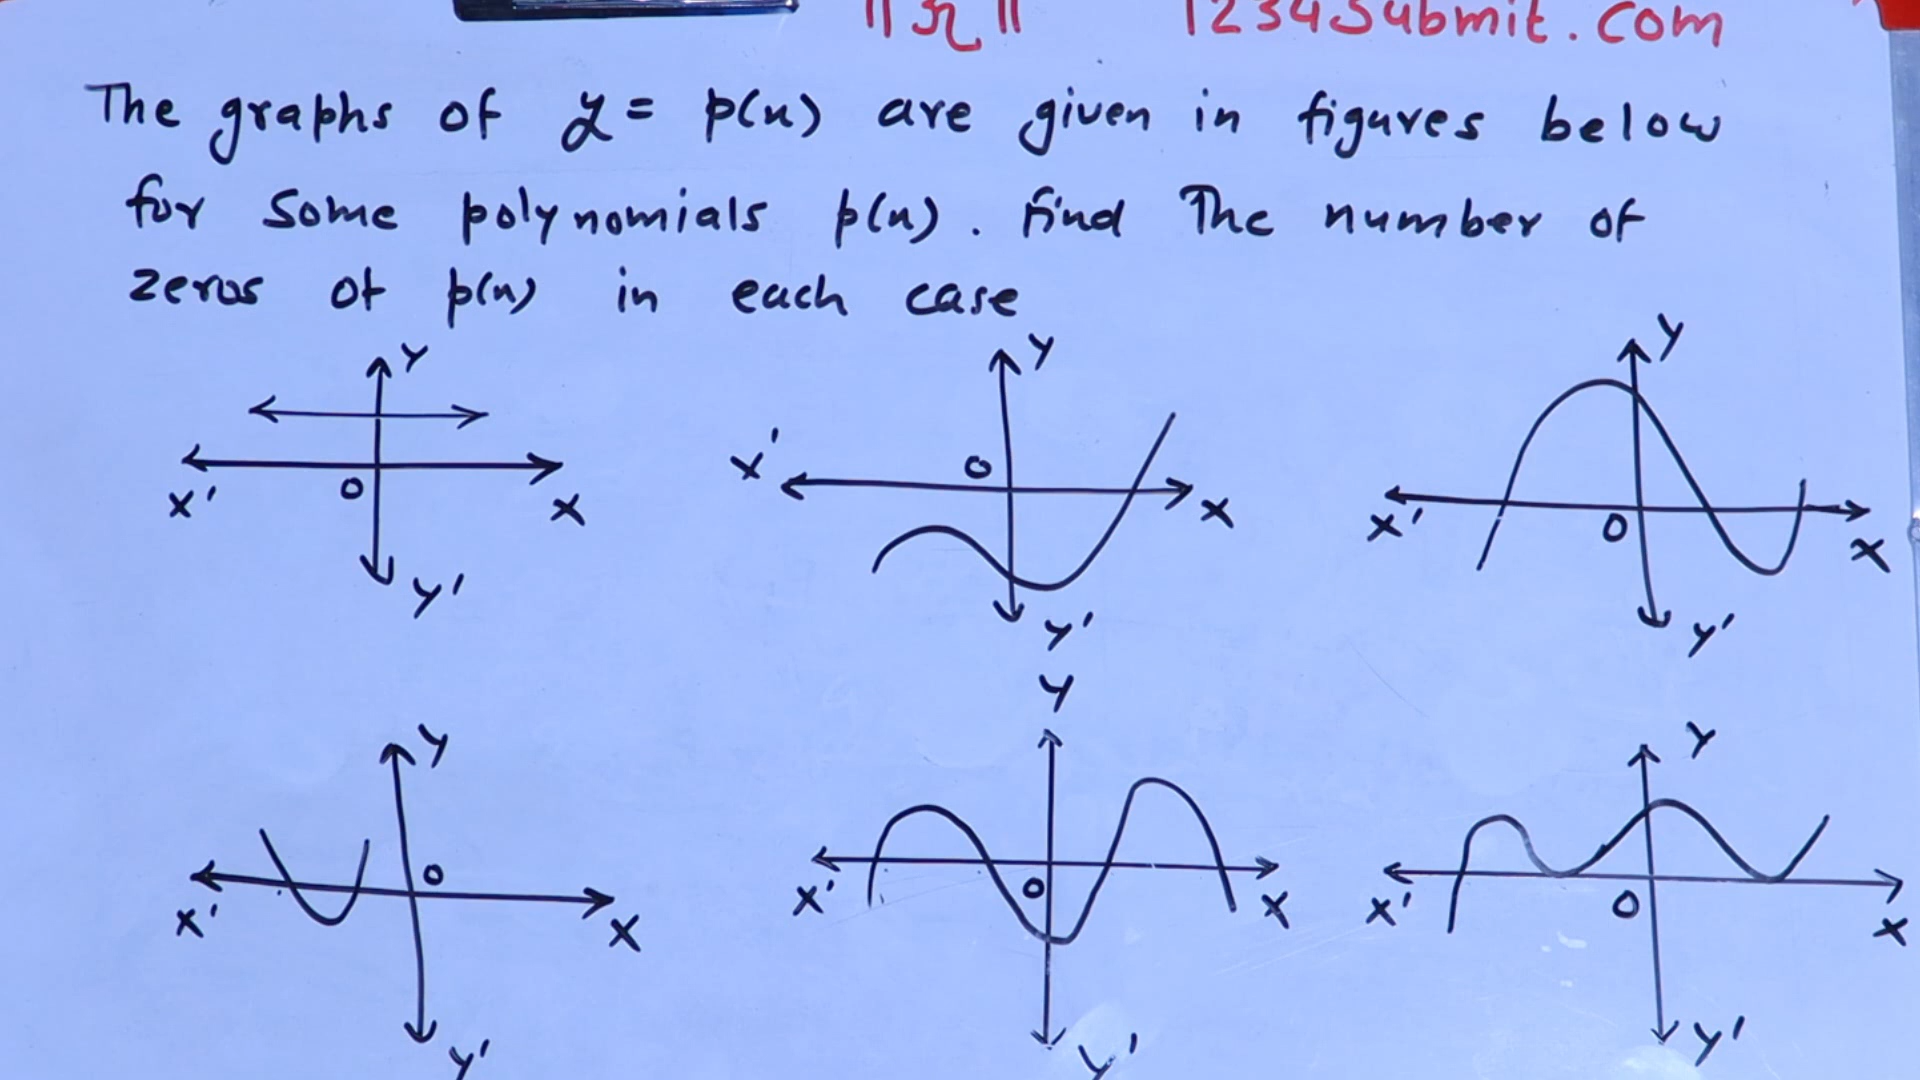 ॥ श्री ॥ 1234Submit.com
The graphs of y = p(x) are given in figures below
for some polynomials p(x). Find The number of
zeros of p(x) in each case
Y Y Y
X' O X Y'
X' O X Y'
X' O X Y'
Y Y Y
X' O X Y'
X' O X Y'
X' O X Y'